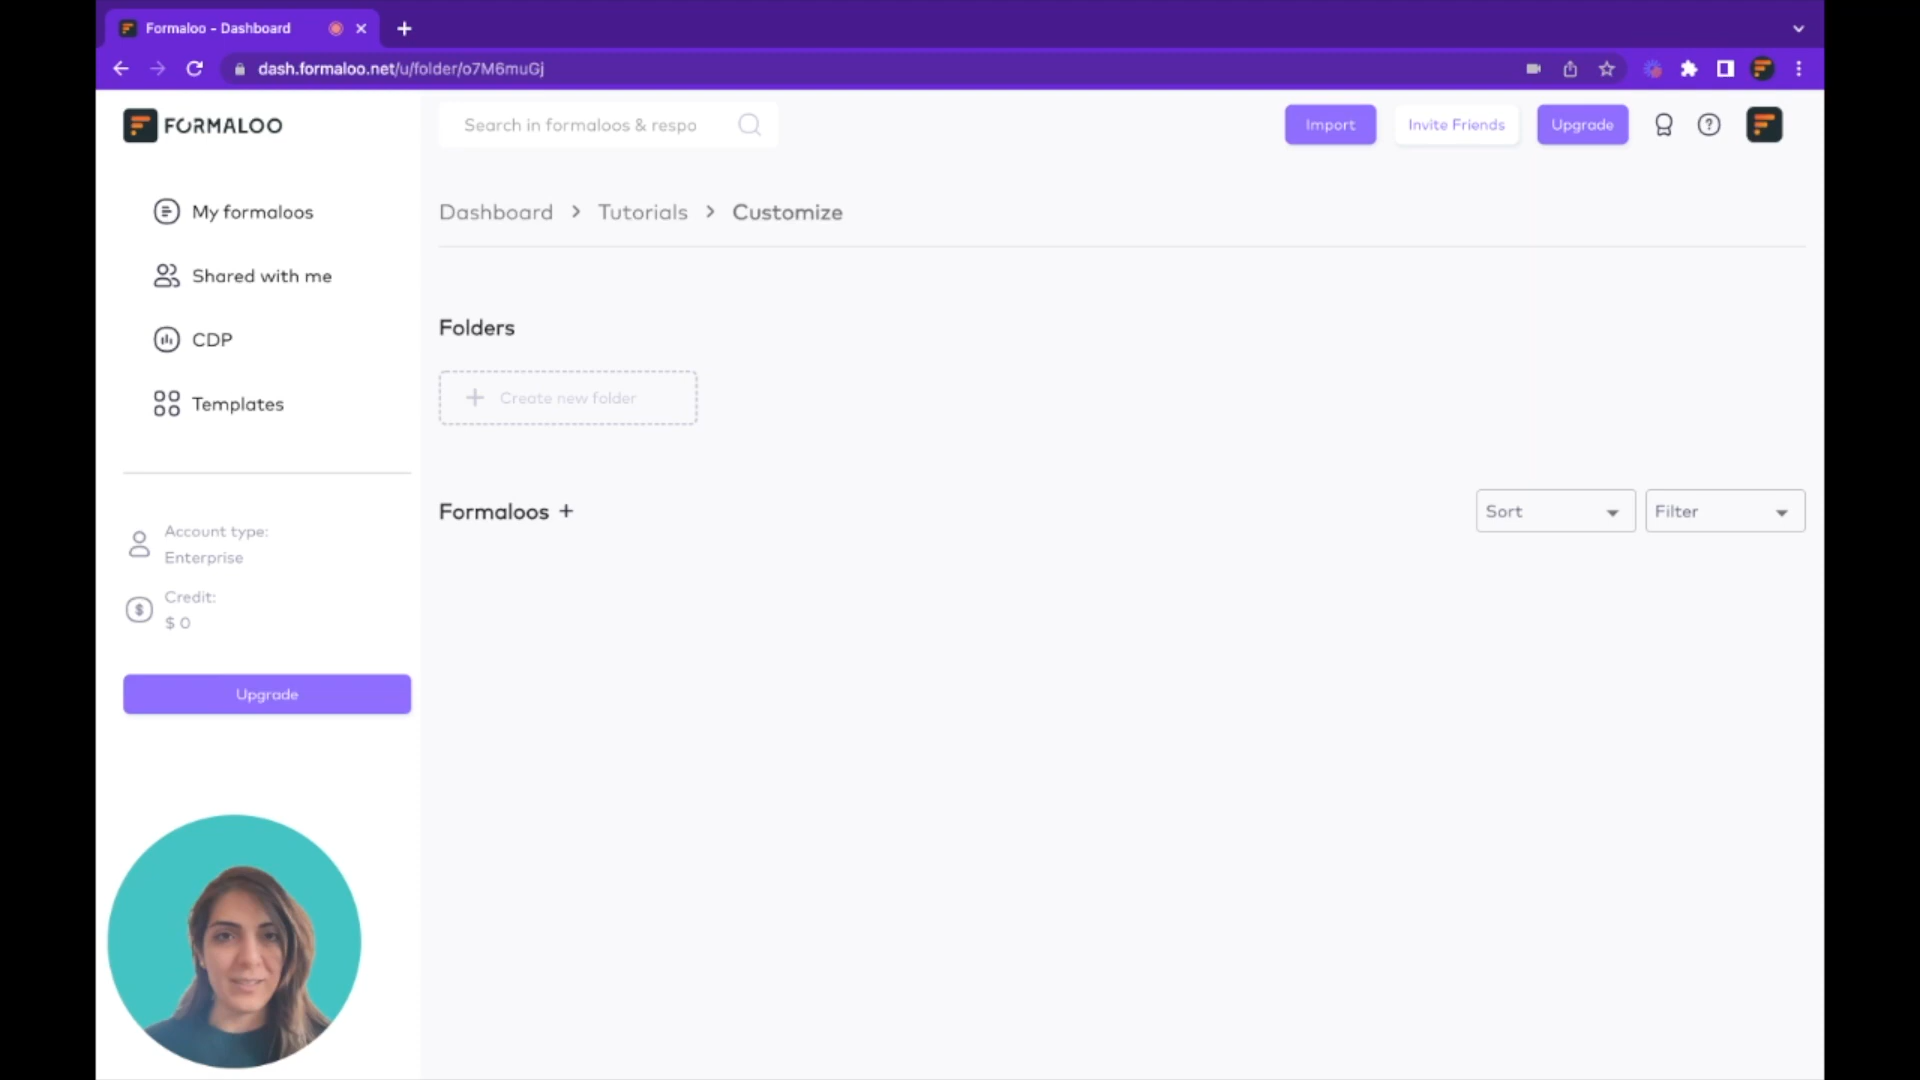 Formaloo - Dashboard
dash.formaloo.net/u/folder/o7M6muGj
FORMALOO
Search in formaloos & respo
Import
Invite Friends
Upgrade
My formaloos
Shared with me
CDP
Templates
Dashboard > Tutorials > Customize
Folders
+ Create new folder
Formaloos +
Sort
Filter
Account type:
Enterprise
Credit:
$ 0
Upgrade